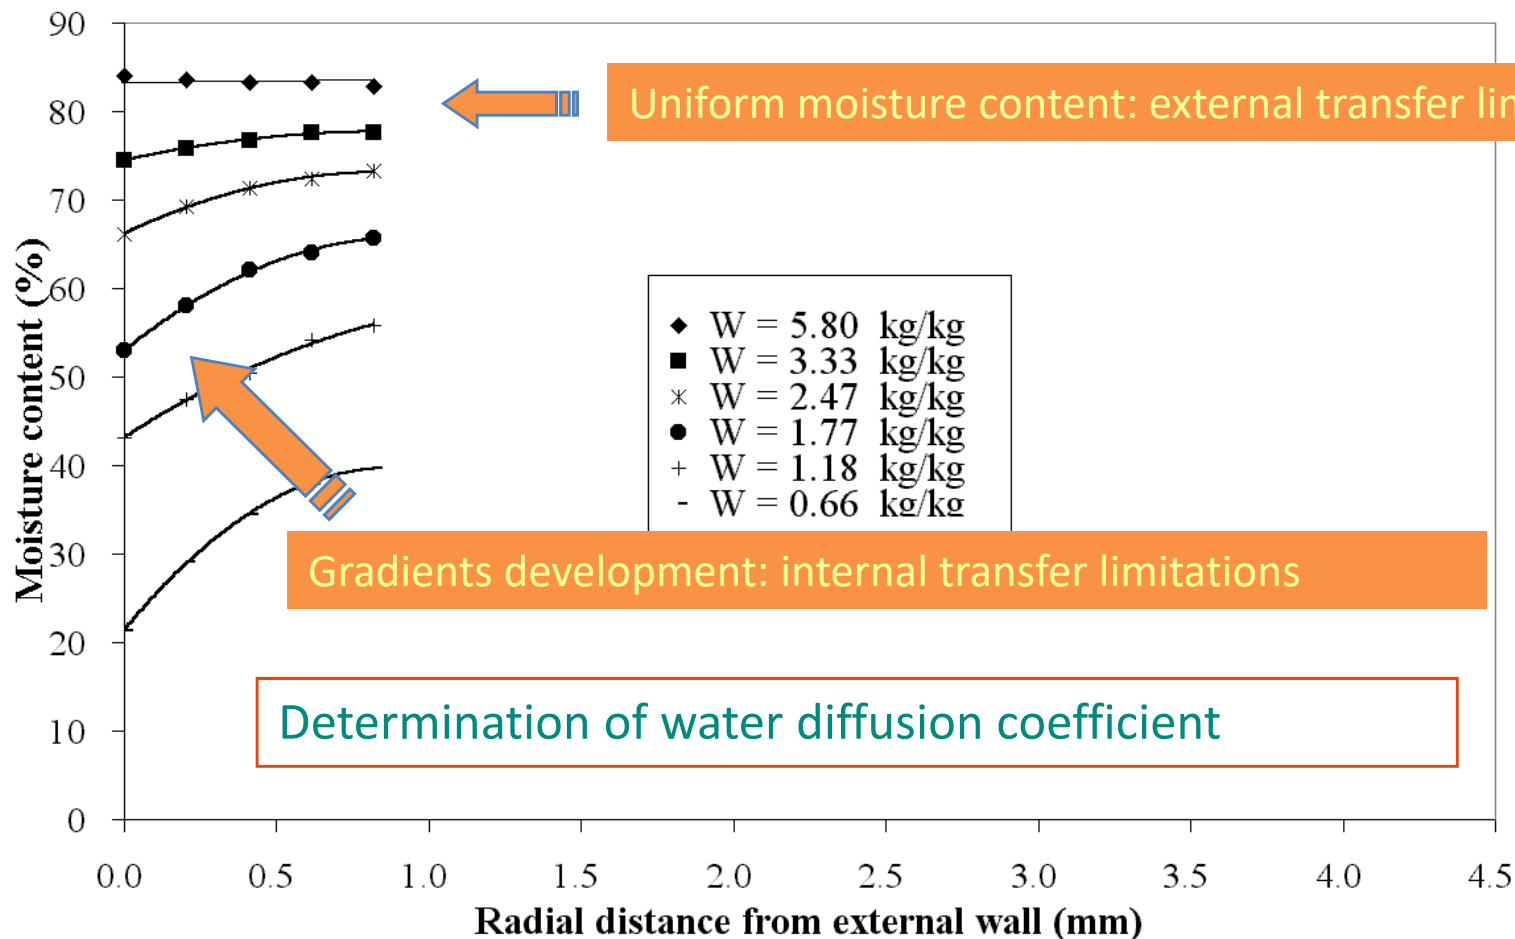 90
80
70
60
50
40
30
20
10
0
Moisture content (%)
Uniform moisture content: external transfer
W = 5.80 kg/kg
W = 3.33 kg/kg
W = 2.47 kg/kg
W = 1.77 kg/kg
W = 1.18 kg/kg
W = 0.66 kg/kg
Gradients development: internal transfer limitations
Determination of water diffusion coefficient
0.0 0.5 1.0 1.5 2.0 2.5 3.0 3.5 4.0 4.5
Radial distance from external wall (mm)